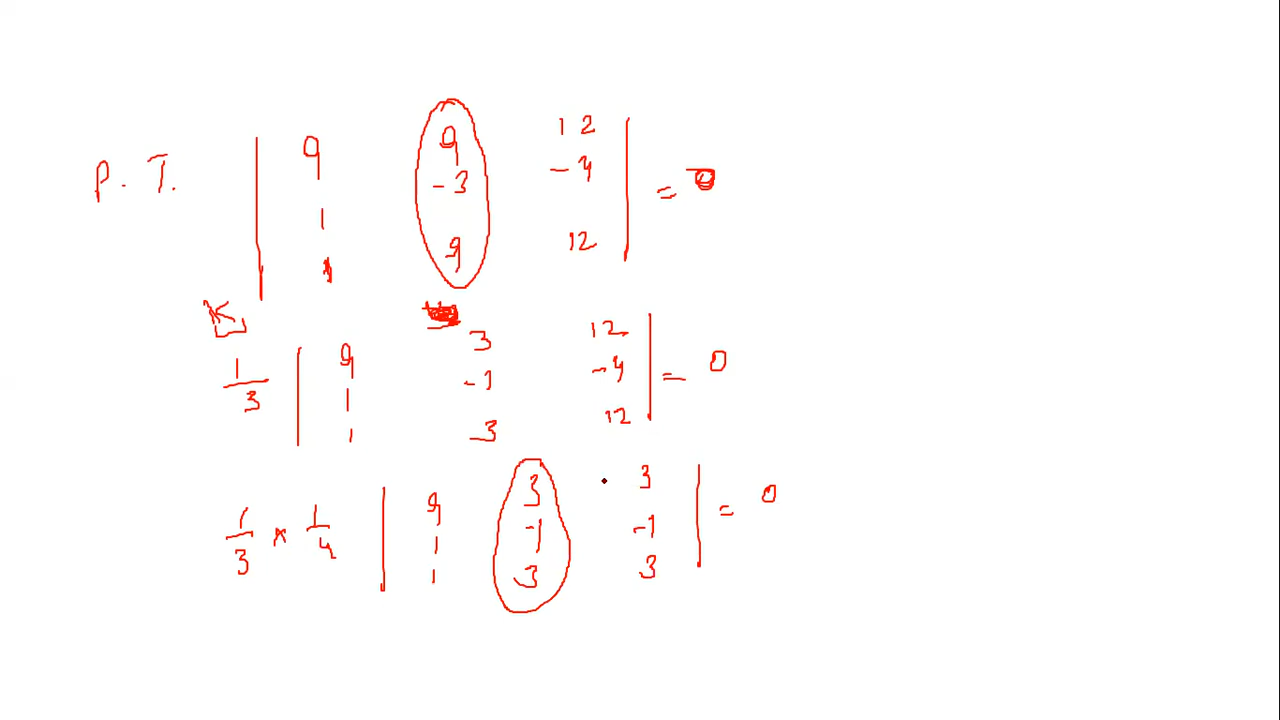 P.T. | 9 9 12 |
-3 -4 = 0
1
9 12
1
K
3 12
1/3 | 9 -1 -4 | = 0
1
1 3 12
1/3 × 1/4 | 9 3 3 | = 0
1 -1 -1
1 3 3